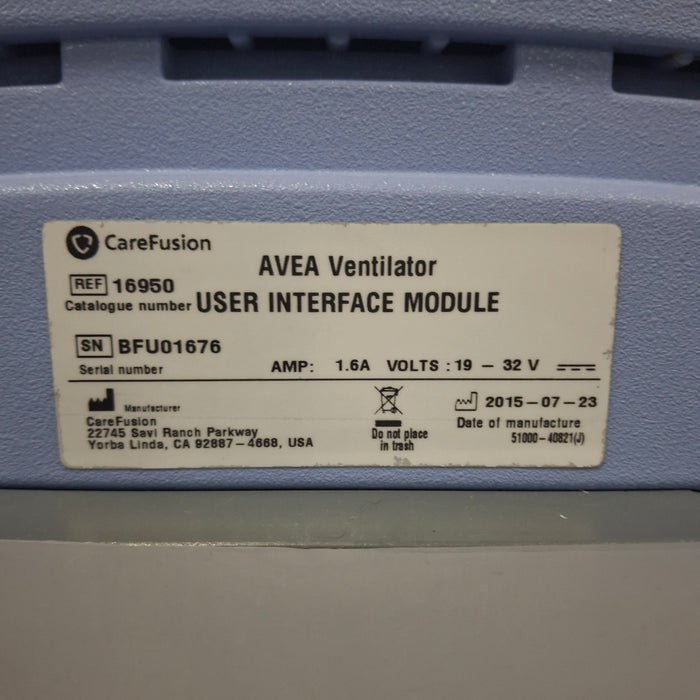 CareFusion
AVEA Ventilator
REF 16950
Catalogue number USER INTERFACE MODULE
SN BFU01676
Serial number
AMP: 1.6A VOLTS : 19 – 32 V
Manufacturer
CareFusion
22745 Savi Ranch Parkway
Yorba Linda, CA 92887–4668, USA
Do not place
in trash
2015–07–23
Date of manufacture
51000–40821(J)